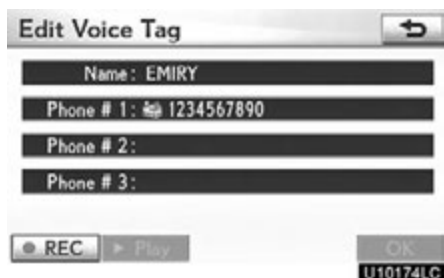 Edit Voice Tag
Name: EMIRY
Phone # 1: 1234567890
Phone # 2:
Phone # 3:
REC Play OK
U10174LC